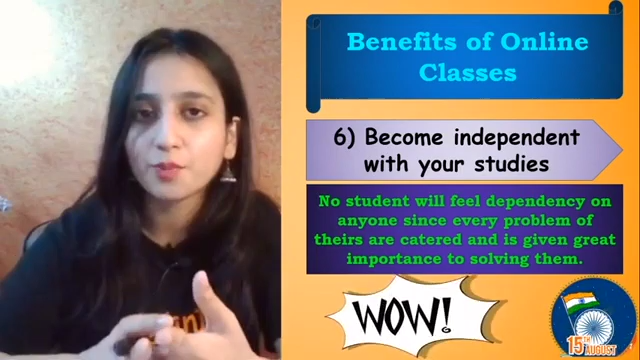 Benefits of Online
Classes
6) Become independent
with your studies
No student will feel dependency on
anyone since every problem of
theirs are catered and is given great
importance to solving them.
WOW!
15TH
AUGUST